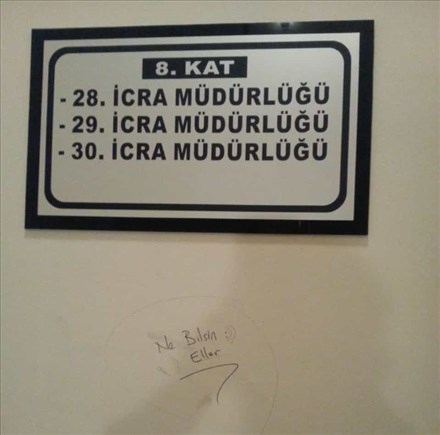 8. KAT
- 28. İCRA MÜDÜRLÜĞÜ
- 29. İCRA MÜDÜRLÜĞÜ
- 30. İCRA MÜDÜRLÜĞÜ
Ne Bilsin :))
Eller